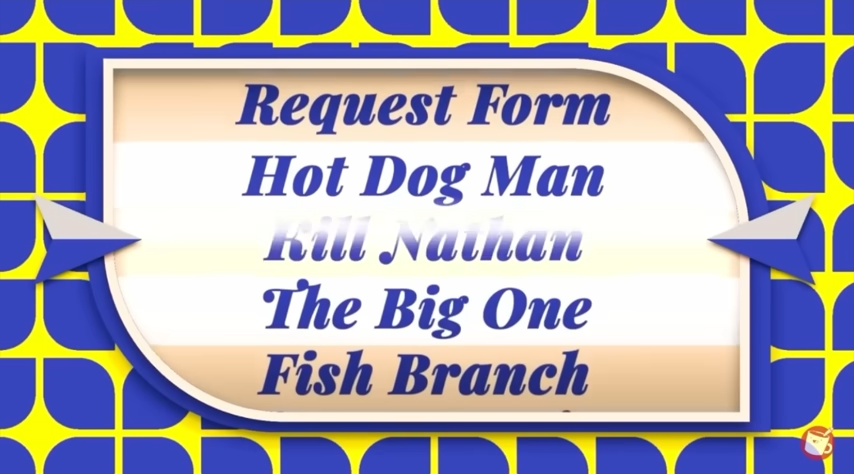 Request Form
Hot Dog Man
Kill Nathan
The Big One
Fish Branch